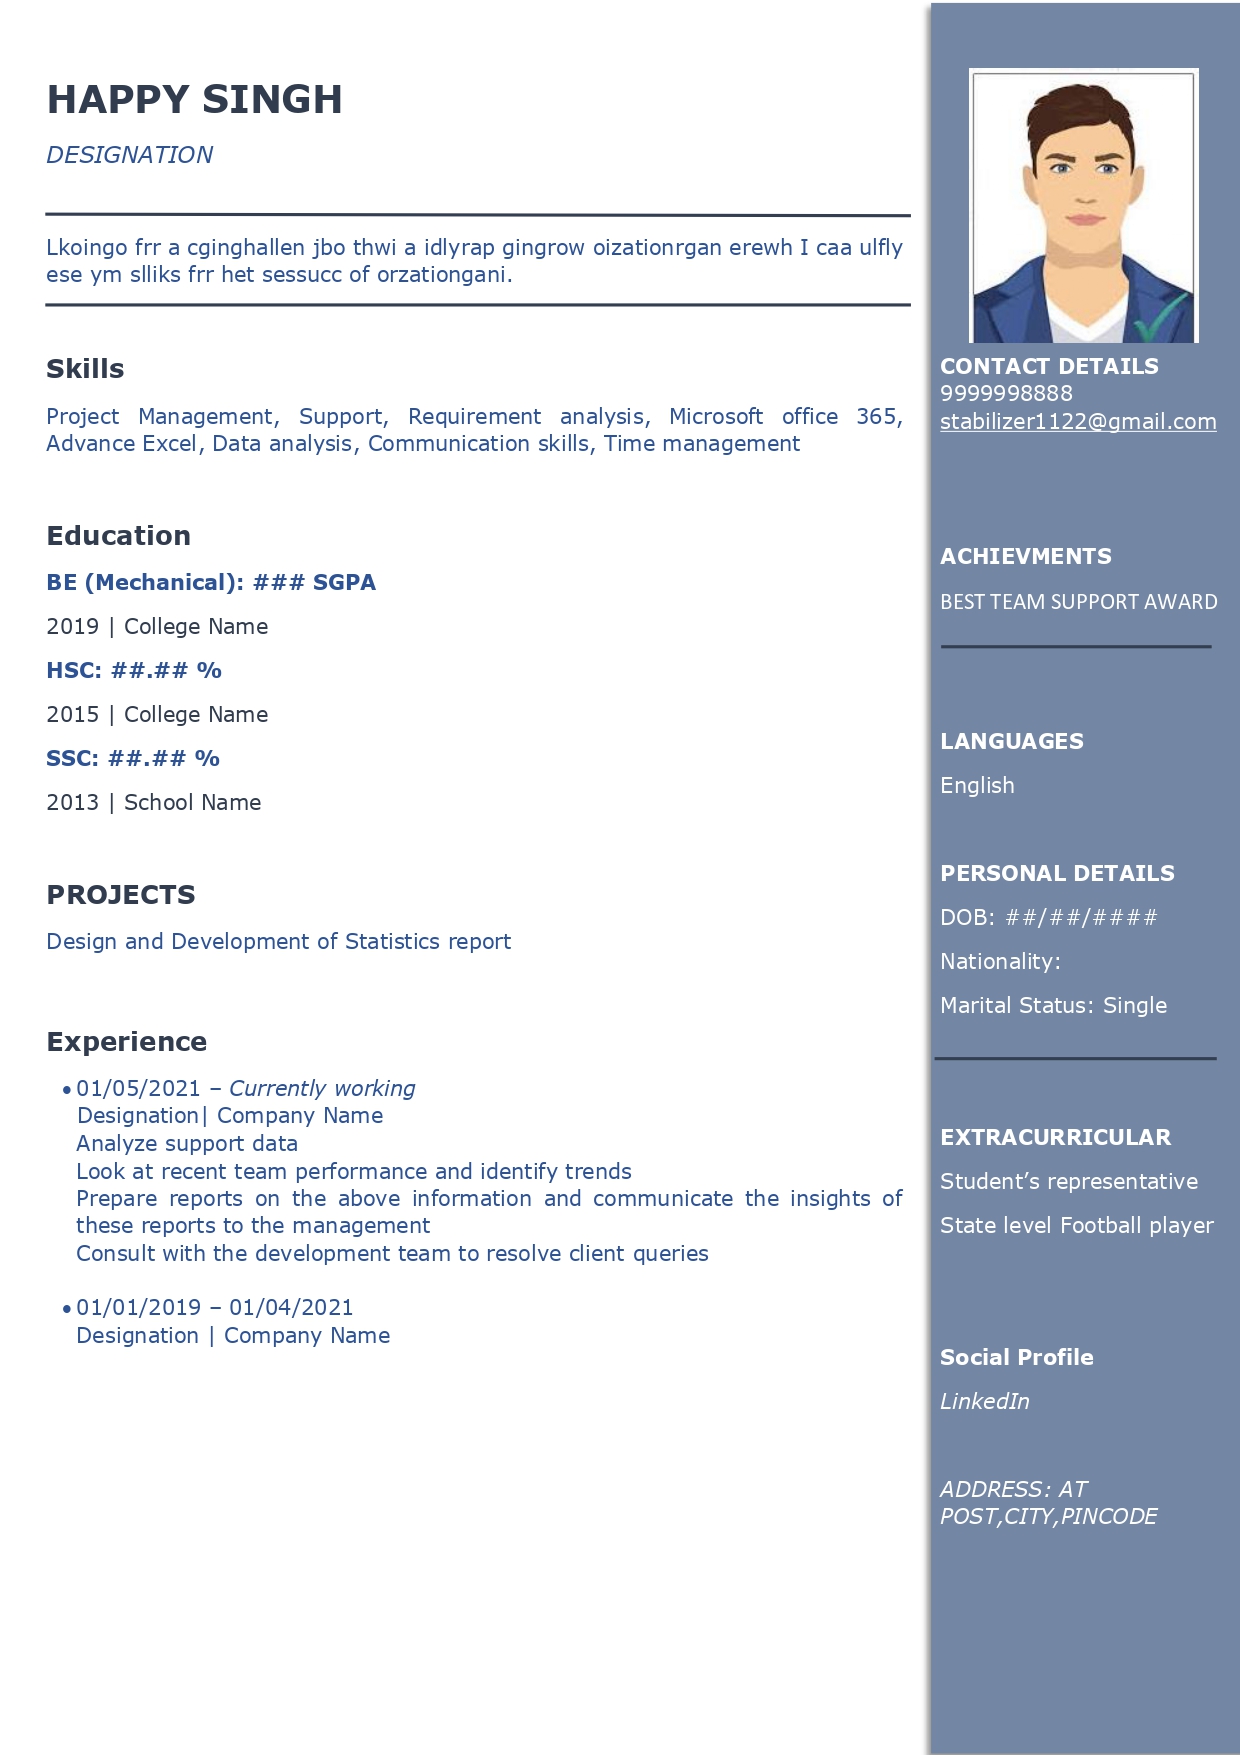 HAPPY SINGH
DESIGNATION
Lkoingo frr a cginghallen jbo thwi a idlyrap gingrow oizationrgan erewh I caa ulfly
ese ym slliks frr het sessucc of orzationgani.
Skills
Project Management, Support, Requirement analysis, Microsoft office 365,
Advance Excel, Data analysis, Communication skills, Time management
Education
BE (Mechanical): ### SGPA
2019 | College Name
HSC: ##.## %
2015 | College Name
SSC: ##.## %
2013 | School Name
PROJECTS
Design and Development of Statistics report
Experience
• 01/05/2021 – Currently working
Designation| Company Name
Analyze support data
Look at recent team performance and identify trends
Prepare reports on the above information and communicate the insights of
these reports to the management
Consult with the development team to resolve client queries
• 01/01/2019 – 01/04/2021
Designation | Company Name
CONTACT DETAILS
9999998888
stabilizer1122@gmail.com
ACHIEVMENTS
BEST TEAM SUPPORT AWARD
LANGUAGES
English
PERSONAL DETAILS
DOB: ##/##/####
Nationality:
Marital Status: Single
EXTRACURRICULAR
Student’s representative
State level Football player
Social Profile
LinkedIn
ADDRESS: AT
POST,CITY,PINCODE